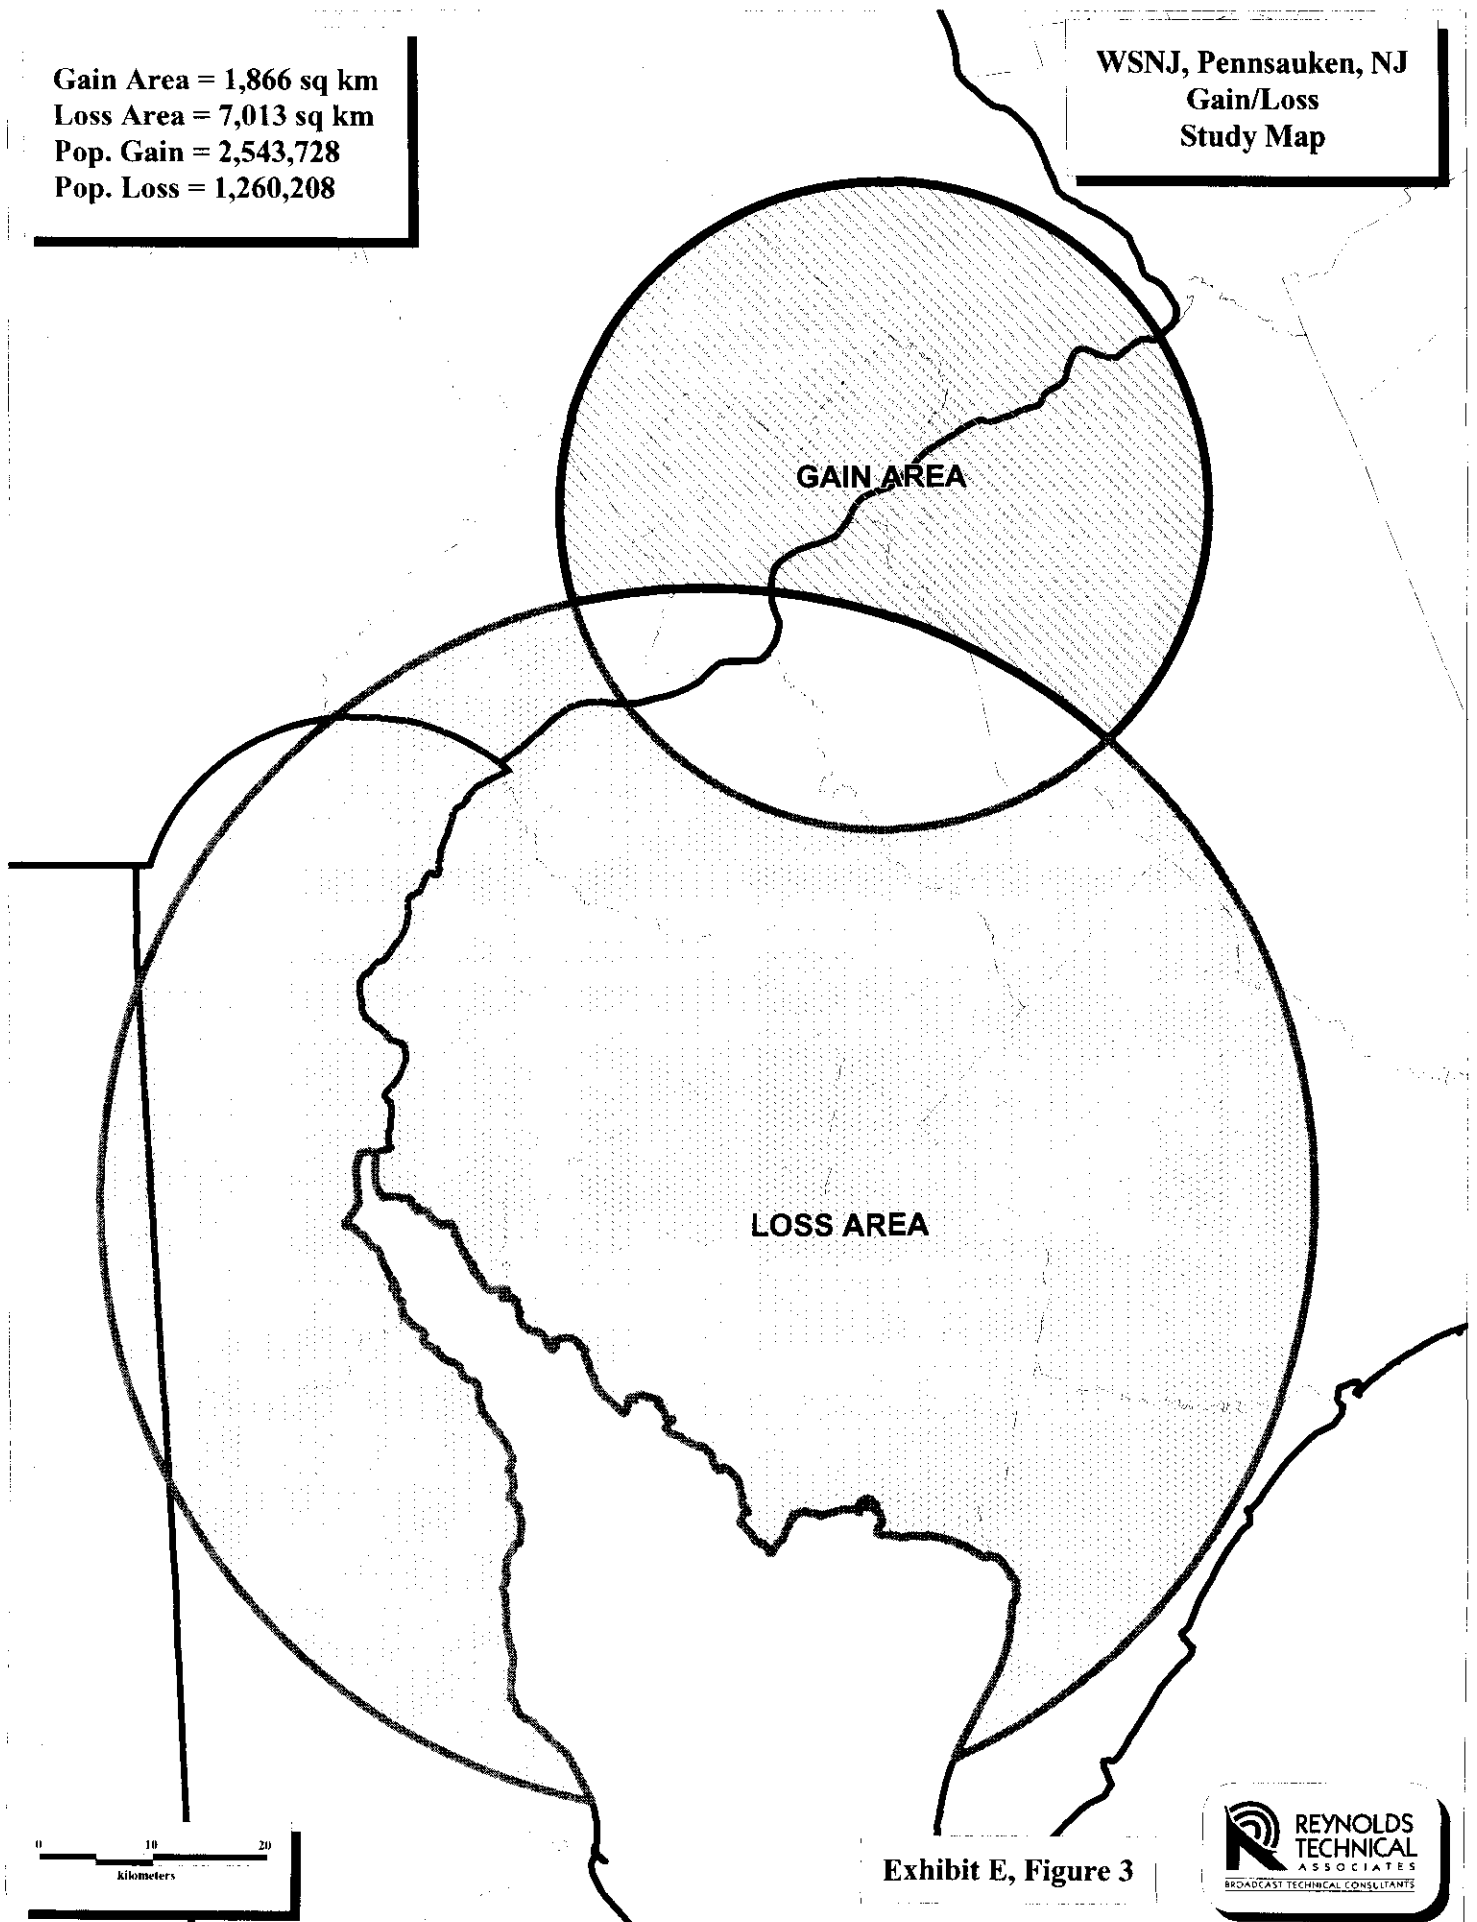 Gain Area = 1,866 sq km
Loss Area = 7,013 sq km
Pop. Gain = 2,543,728
Pop. Loss = 1,260,208
WSNJ, Pennsauken, NJ
Gain/Loss
Study Map
GAIN AREA
LOSS AREA
0 10 20
kilometers
Exhibit E, Figure 3
REYNOLDS
TECHNICAL
ASSOCIATES
BROADCAST TECHNICAL CONSULTANTS